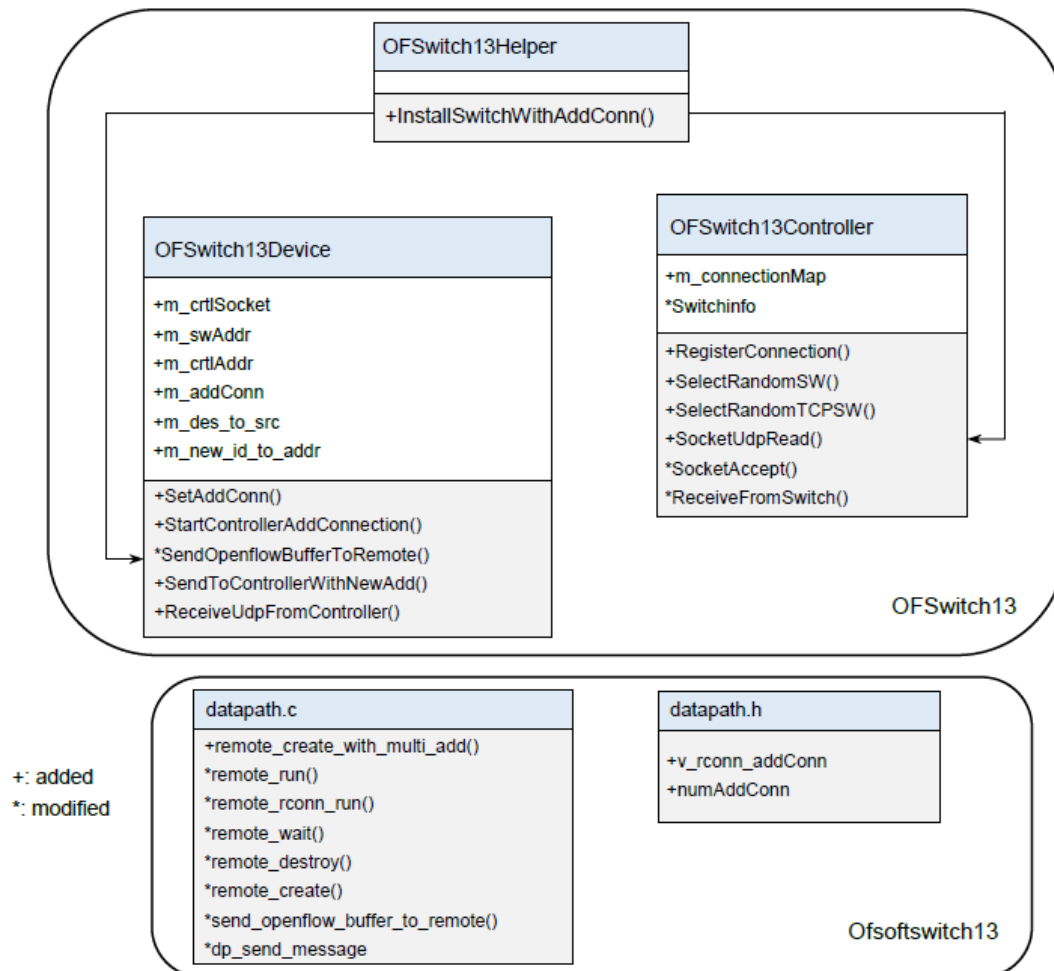 OFSwitch13Helper
+InstallSwitchWithAddConn()
OFSwitch13Device
+m_crtlSocket
+m_swAddr
+m_crtlAddr
+m_addConn
+m_des_to_src
+m_new_id_to_addr
+SetAddConn()
+StartControllerAddConnection()
*SendOpenflowBufferToRemote()
+SendToControllerWithNewAdd()
+ReceiveUdpFromController()
OFSwitch13Controller
+m_connectionMap
*Switchinfo
+RegisterConnection()
+SelectRandomSW()
+SelectRandomTCPSW()
+SocketUdpRead()
*SocketAccept()
*ReceiveFromSwitch()
OFSwitch13
+: added
*: modified
datapath.c
+remote_create_with_multi_add()
*remote_run()
*remote_rconn_run()
*remote_wait()
*remote_destroy()
*remote_create()
*send_openflow_buffer_to_remote()
*dp_send_message
datapath.h
+v_rconn_addConn
+numAddConn
Ofsoftswitch13